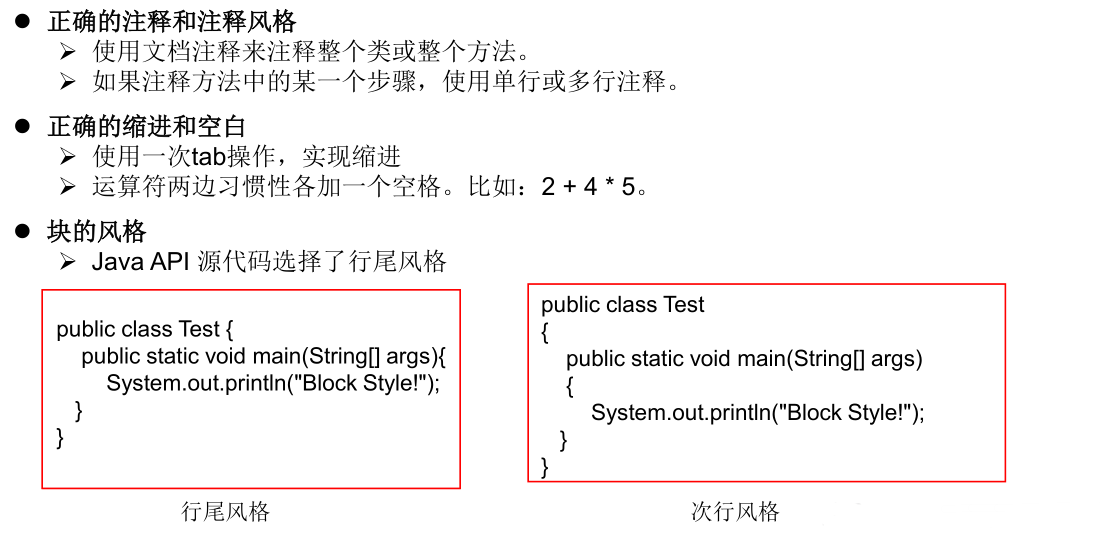 ● 正确的注释和注释风格
➢ 使用文档注释来注释整个类或整个方法。
➢ 如果注释方法中的某一个步骤，使用单行或多行注释。
● 正确的缩进和空白
➢ 使用一次tab操作，实现缩进
➢ 运算符两边习惯性各加一个空格。比如：2 + 4 * 5。
● 块的风格
➢ Java API 源代码选择了行尾风格
public class Test {
    public static void main(String[] args){
        System.out.println("Block Style!");
   }
}
行尾风格
public class Test
{
    public static void main(String[] args)
    {
        System.out.println("Block Style!");
   }
}
次行风格